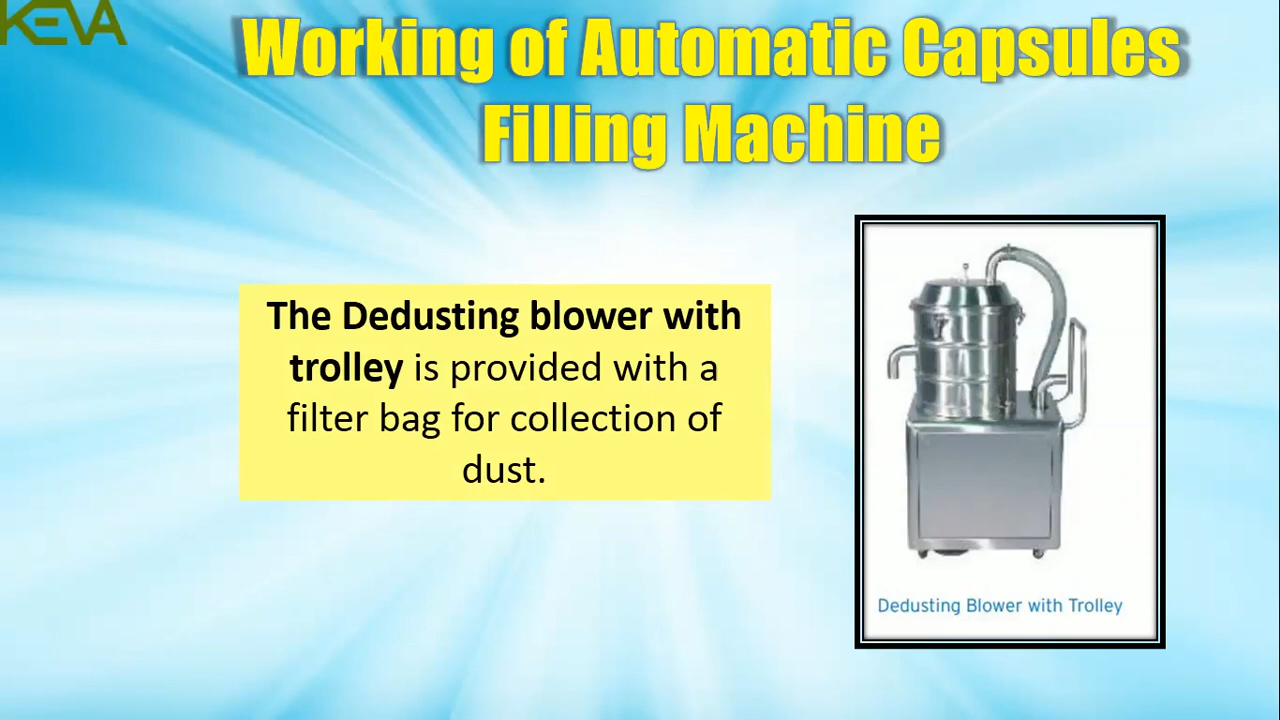 KEVA
Working of Automatic Capsules
Filling Machine
The Dedusting blower with
trolley is provided with a
filter bag for collection of
dust.
Dedusting Blower with Trolley